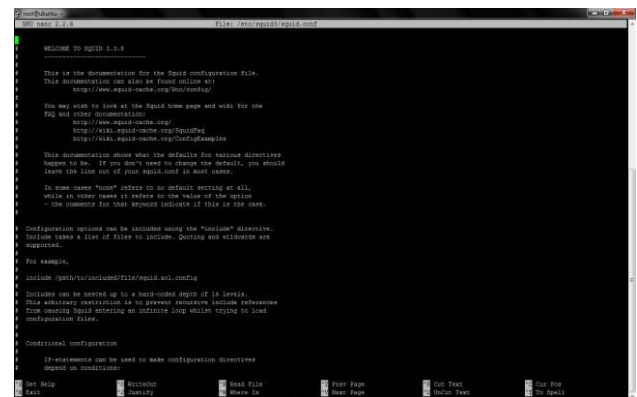 root@ubuntu: ~
GNU nano 2.2.6 File: /etc/squid3/squid.conf
# WELCOME TO SQUID 3.3.8
# ----------------------------
#
# This is the documentation for the Squid configuration file.
# This documentation can also be found online at:
# http://www.squid-cache.org/Doc/config/
#
# You may wish to look at the Squid home page and wiki for the
# FAQ and other documentation:
# http://www.squid-cache.org/
# http://wiki.squid-cache.org/SquidFaq
# http://wiki.squid-cache.org/ConfigExamples
#
# This documentation shows what the defaults for various directives
# happen to be. If you don't need to change the default, you should
# leave the line out of your squid.conf in most cases.
#
# In some cases "none" refers to no default setting at all,
# while in other cases it refers to the value of the option
# - the comments for that keyword indicate if this is the case.
#
# Configuration options can be included using the "include" directive.
# Include takes a list of files to include. Quoting and wildcards are
# supported.
#
# For example,
#
# include /path/to/included/file/squid.acl.config
#
# Includes can be nested up to a hard-coded depth of 16 levels.
# This arbitrary restriction is to prevent recursive include references
# from causing Squid entering an infinite loop whilst trying to load
# configuration files.
#
#
# Conditional configuration
#
# If-statements can be used to make configuration directives
# depend on conditions:
^G Get Help ^O WriteOut ^R Read File ^Y Prev Page ^K Cut Text ^C Cur Pos
^X Exit ^J Justify ^W Where Is ^V Next Page ^U UnCut Text ^T To Spell